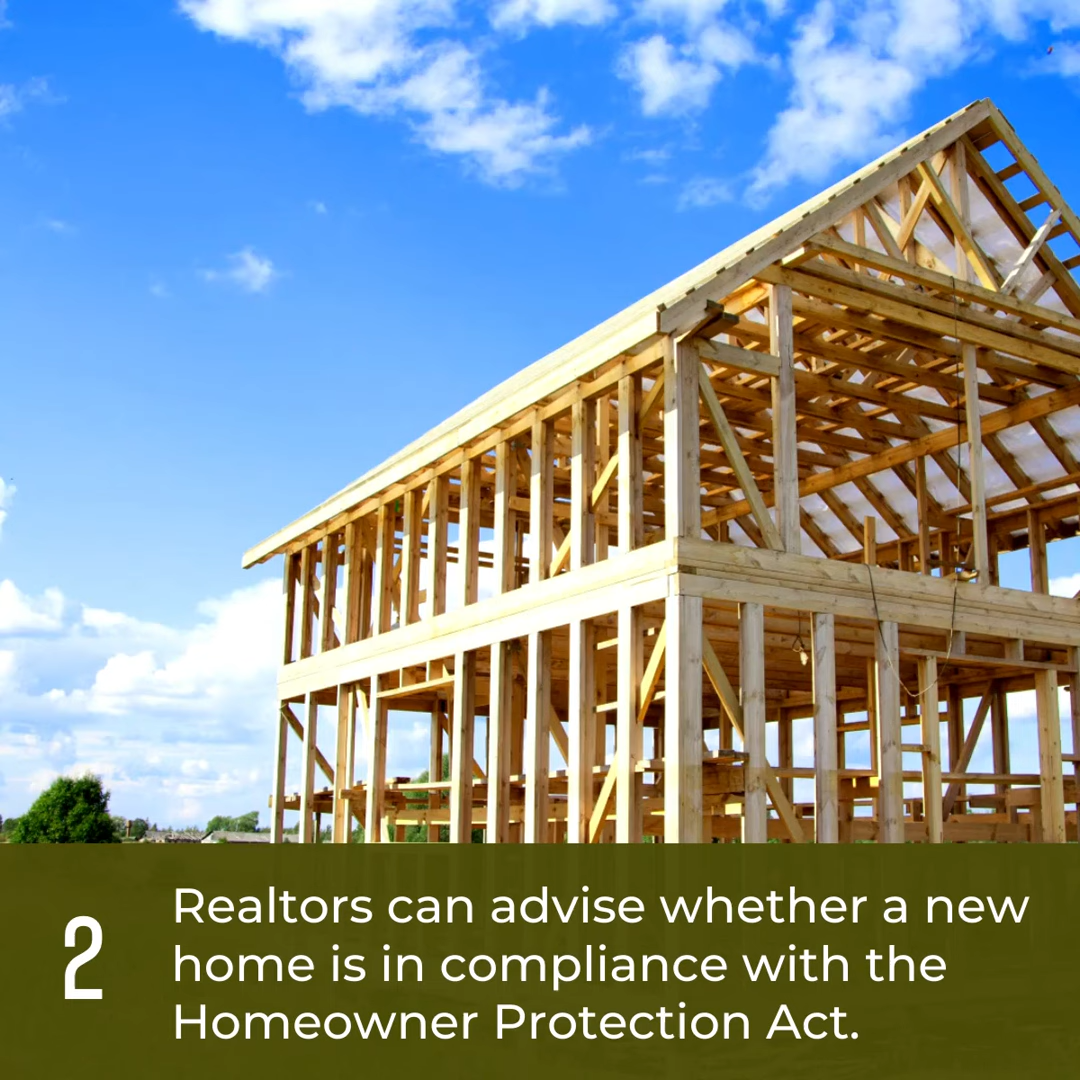 2
Realtors can advise whether a new
home is in compliance with the
Homeowner Protection Act.